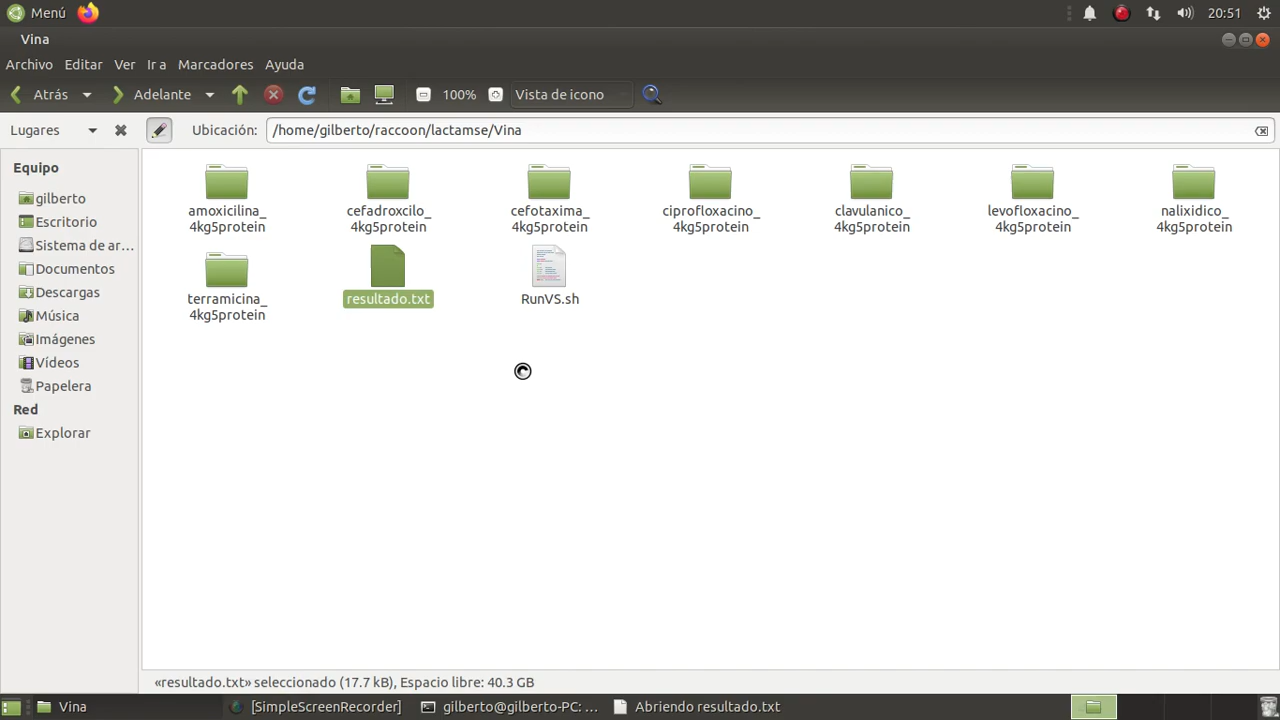 Menú
20:51
Vina
Archivo Editar Ver Ir a Marcadores Ayuda
Atrás Adelante 100% Vista de icono
Lugares Ubicación: /home/gilberto/raccoon/lactamse/Vina
Equipo
gilberto
Escritorio
Sistema de ar...
Documentos
Descargas
Música
Imágenes
Vídeos
Papelera
Red
Explorar
amoxicilina_
4kg5protein
cefadroxcilo_
4kg5protein
cefotaxima_
4kg5protein
ciprofloxacino_
4kg5protein
clavulanico_
4kg5protein
levofloxacino_
4kg5protein
nalixidico_
4kg5protein
terramicina_
4kg5protein
resultado.txt
RunVS.sh
«resultado.txt» seleccionado (17.7 kB), Espacio libre: 40.3 GB
Vina [SimpleScreenRecorder] gilberto@gilberto-PC: ... Abriendo resultado.txt